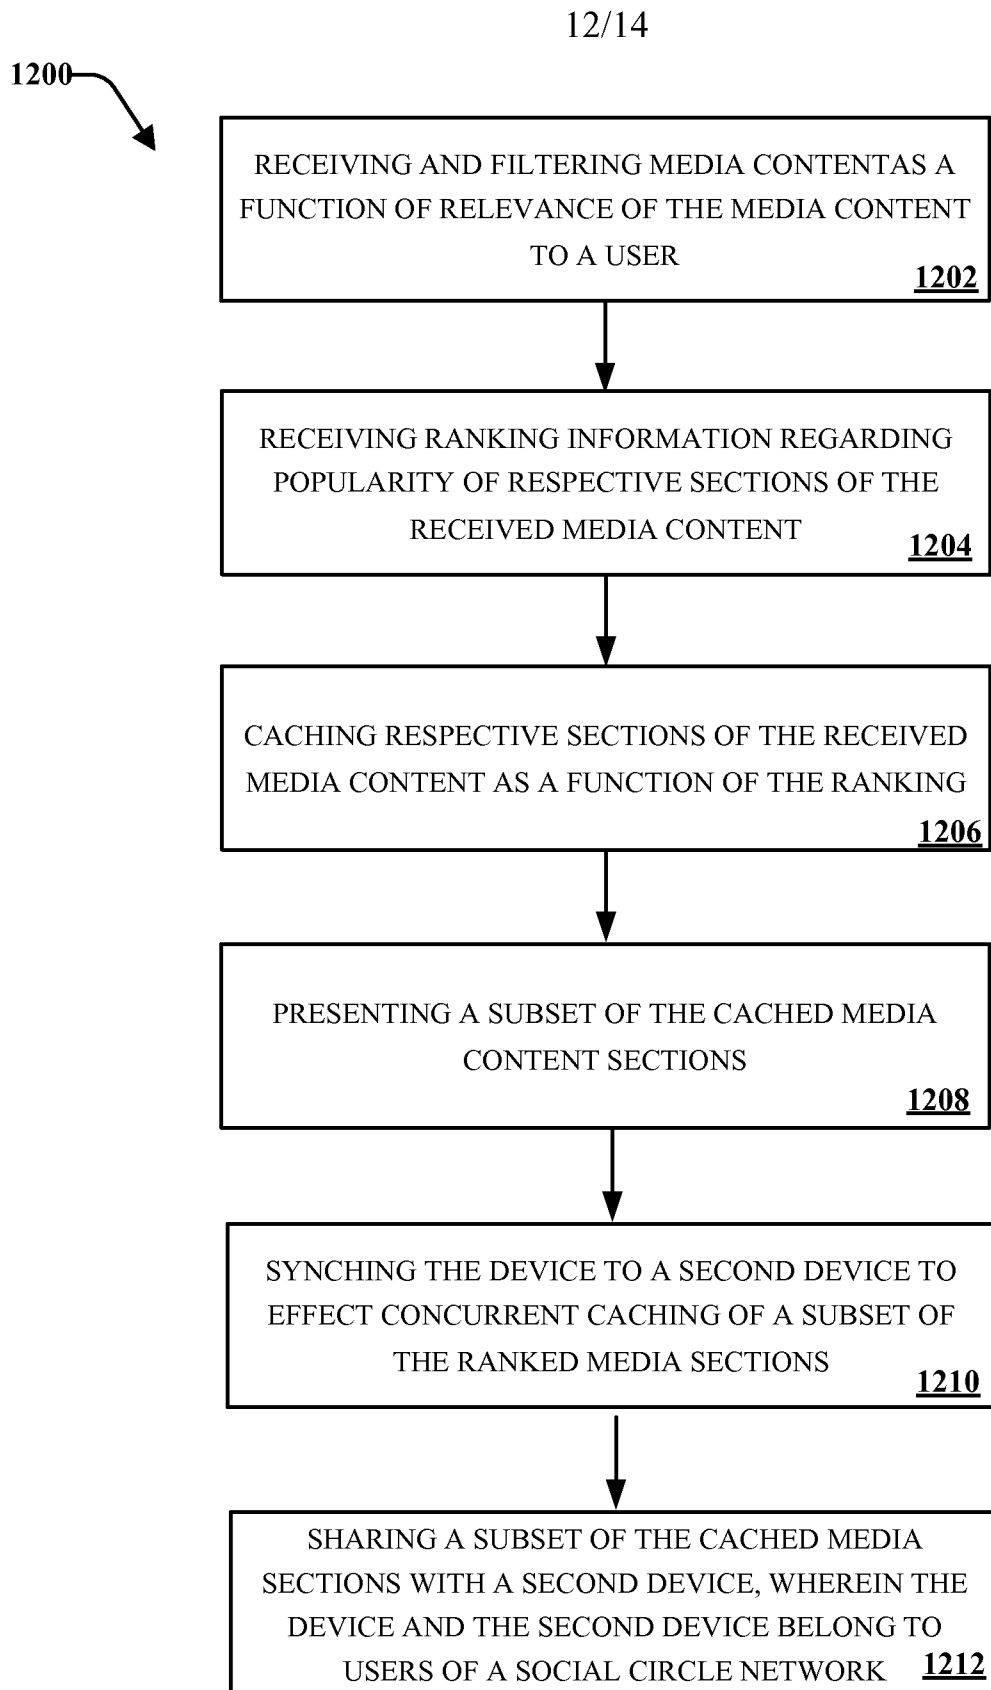 12/14
1200
RECEIVING AND FILTERING MEDIA CONTENTAS A
FUNCTION OF RELEVANCE OF THE MEDIA CONTENT
TO A USER
1202
RECEIVING RANKING INFORMATION REGARDING
POPULARITY OF RESPECTIVE SECTIONS OF THE
RECEIVED MEDIA CONTENT
1204
CACHING RESPECTIVE SECTIONS OF THE RECEIVED
MEDIA CONTENT AS A FUNCTION OF THE RANKING
1206
PRESENTING A SUBSET OF THE CACHED MEDIA
CONTENT SECTIONS
1208
SYNCHING THE DEVICE TO A SECOND DEVICE TO
EFFECT CONCURRENT CACHING OF A SUBSET OF
THE RANKED MEDIA SECTIONS
1210
SHARING A SUBSET OF THE CACHED MEDIA
SECTIONS WITH A SECOND DEVICE, WHEREIN THE
DEVICE AND THE SECOND DEVICE BELONG TO
USERS OF A SOCIAL CIRCLE NETWORK
1212